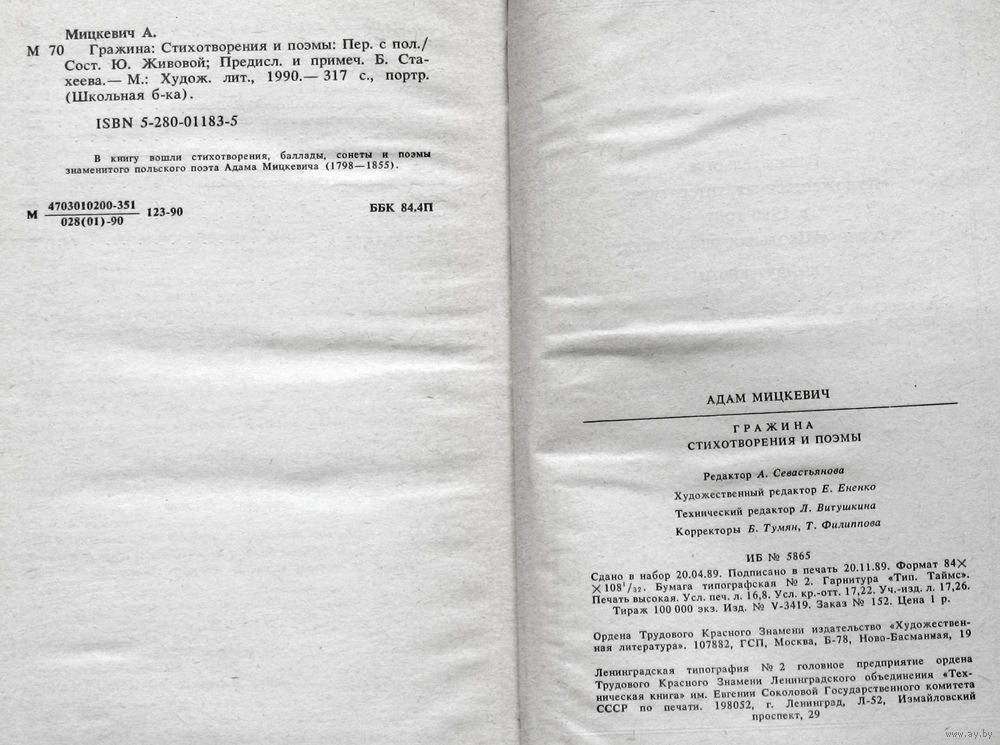 Мицкевич А.
М 70 Гражина: Стихотворения и поэмы: Пер. с пол./
Сост. Ю. Живовой; Предисл. и примеч. Б. Ста-
хеева.— М.: Худож. лит., 1990.— 317 с., портр.
(Школьная б-ка).
ISBN 5-280-01183-5
В книгу вошли стихотворения, баллады, сонеты и поэмы
знаменитого польского поэта Адама Мицкевича (1798—1855).
М 4703010200-351
028(01)-90
123-90
ББК 84.4П
АДАМ МИЦКЕВИЧ
ГРАЖИНА
СТИХОТВОРЕНИЯ И ПОЭМЫ
Редактор А. Севастьянова
Художественный редактор Е. Ененко
Технический редактор Л. Витушкина
Корректоры Б. Тумян, Т. Филиппова
ИБ № 5865
Сдано в набор 20.04.89. Подписано в печать 20.11.89. Формат 84×
×108¹/₃₂. Бумага типографская № 2. Гарнитура «Тип. Таймс».
Печать высокая. Усл. печ. л. 16,8. Усл. кр.-отт. 17,22. Уч.-изд. л. 17,26.
Тираж 100 000 экз. Изд. № V-3419. Заказ № 152. Цена 1 р.
Ордена Трудового Красного Знамени издательство «Художествен-
ная литература». 107882, ГСП, Москва, Б-78, Ново-Басманная, 19
Ленинградская типография № 2 головное предприятие ордена
Трудового Красного Знамени Ленинградского объединения «Тех-
ническая книга» им. Евгении Соколовой Государственного комитета
СССР по печати. 198052, г. Ленинград, Л-52, Измайловский
проспект, 29
www.ay.by